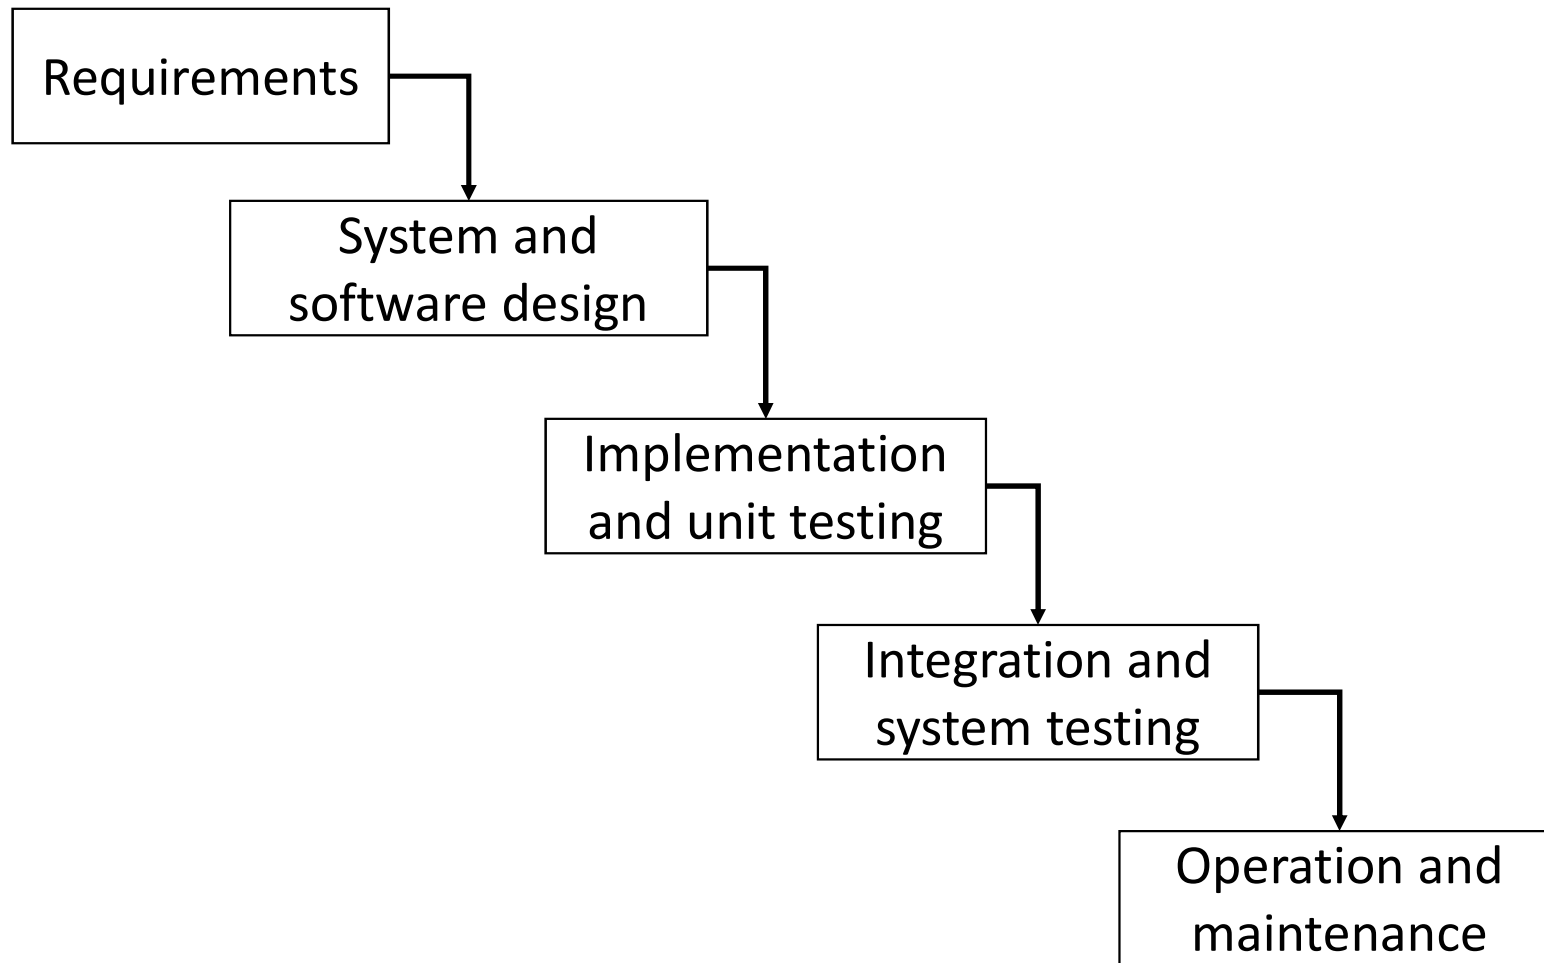 Requirements
System and
software design
Implementation
and unit testing
Integration and
system testing
Operation and
maintenance